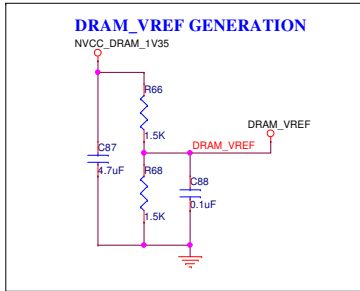 DRAM_VREF GENERATION
NVCC_DRAM_1V35
R66
1.5K
DRAM_VREF
DRAM_VREF
C87
4.7uF
R68
1.5K
C88
0.1uF